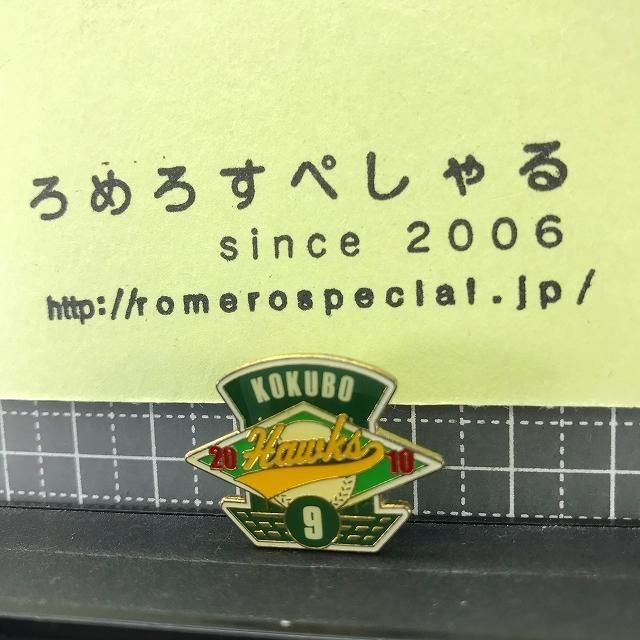 ろめろすぺしゃる
since 2006
http://romerospecial.jp/
KOKUBO
20 Hawks 10
9